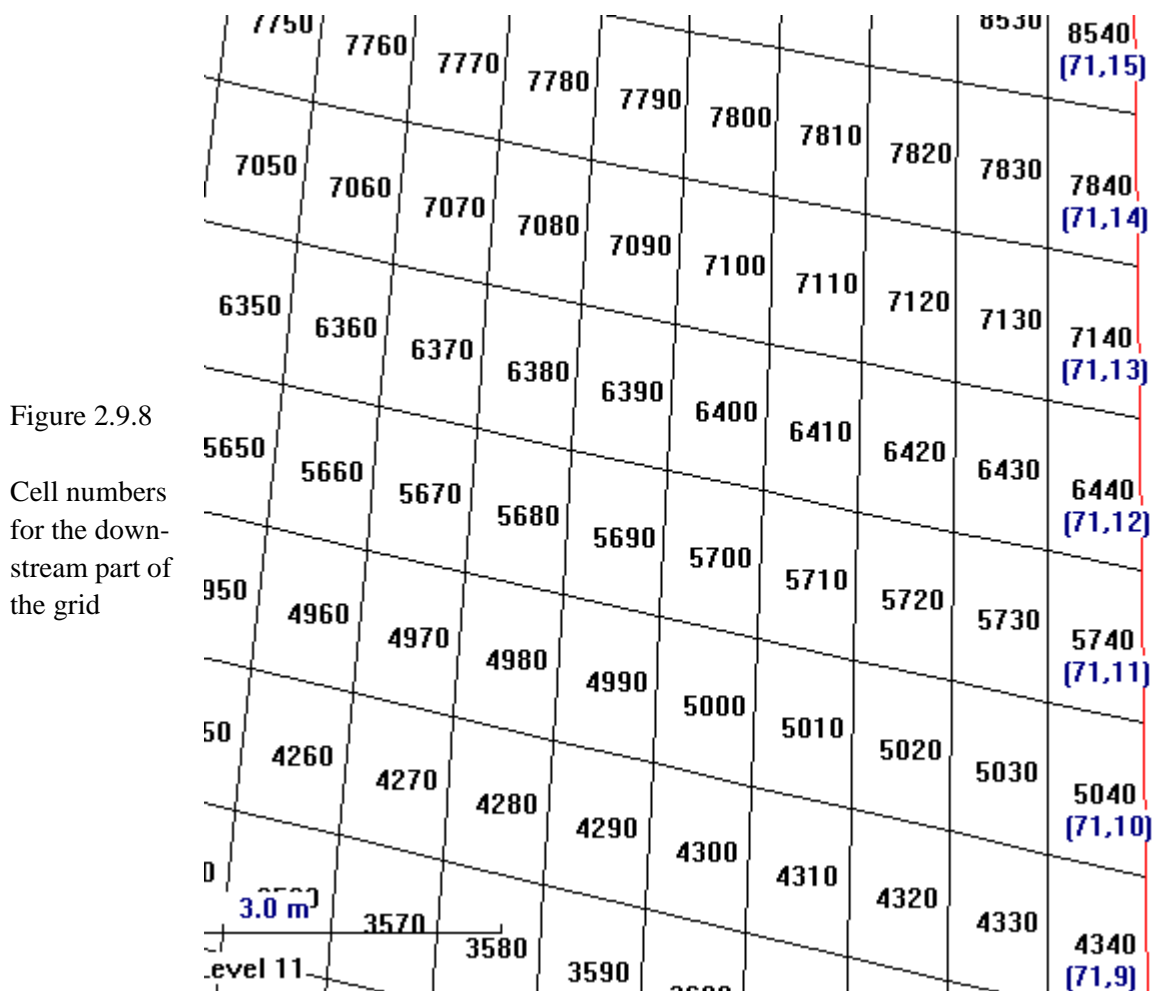 Figure 2.9.8
Cell numbers
for the down-
stream part of
the grid
7750 7760 7770 7780 7790 7800 7810 7820 7830 8530 8540
(71,15)
7050 7060 7070 7080 7090 7100 7110 7120 7130 7840
(71,14)
6350 6360 6370 6380 6390 6400 6410 6420 6430 7140
(71,13)
5650 5660 5670 5680 5690 5700 5710 5720 5730 6440
(71,12)
950 4960 4970 4980 4990 5000 5010 5020 5030 5740
(71,11)
50 4260 4270 4280 4290 4300 4310 4320 4330 5040
(71,10)
0 3570 3580 3590 4340
(71,9)
3.0 m
evel 11